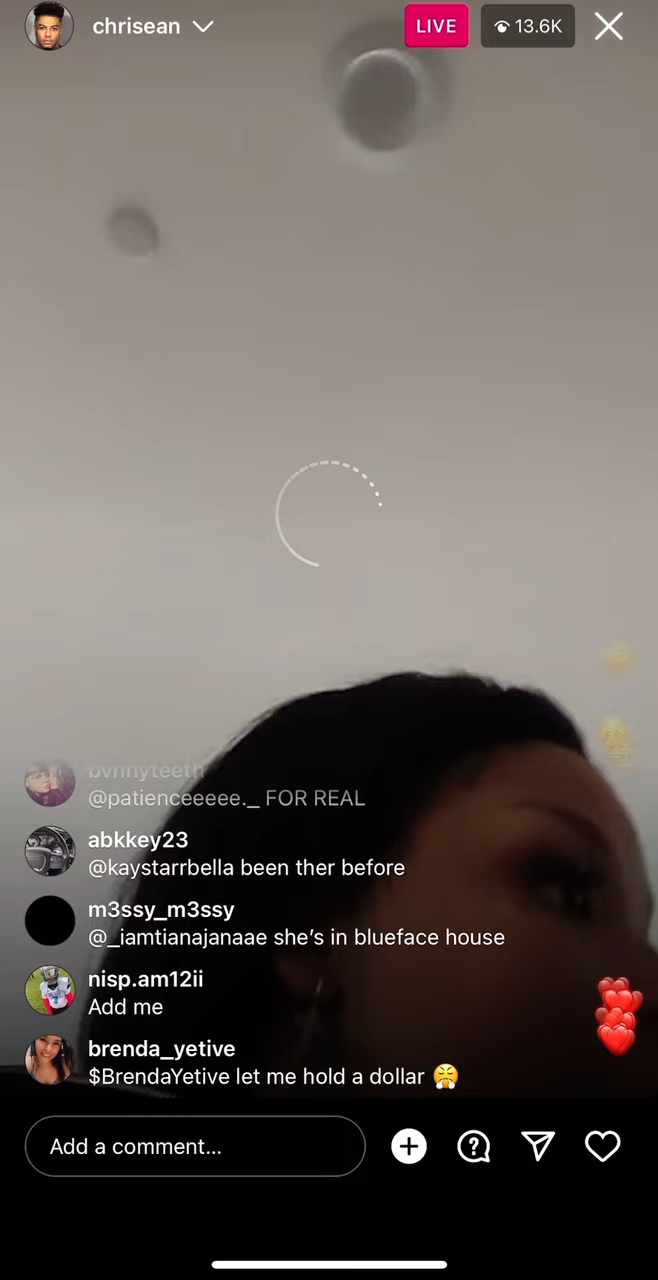 chrisean
LIVE
13.6K
bvnnyteeth
@patienceeeee._ FOR REAL
abkkey23
@kaystarrbella been ther before
m3ssy_m3ssy
@_iamtianajanaae she's in blueface house
nisp.am12ii
Add me
brenda_yetive
$BrendaYetive let me hold a dollar 😤
Add a comment...